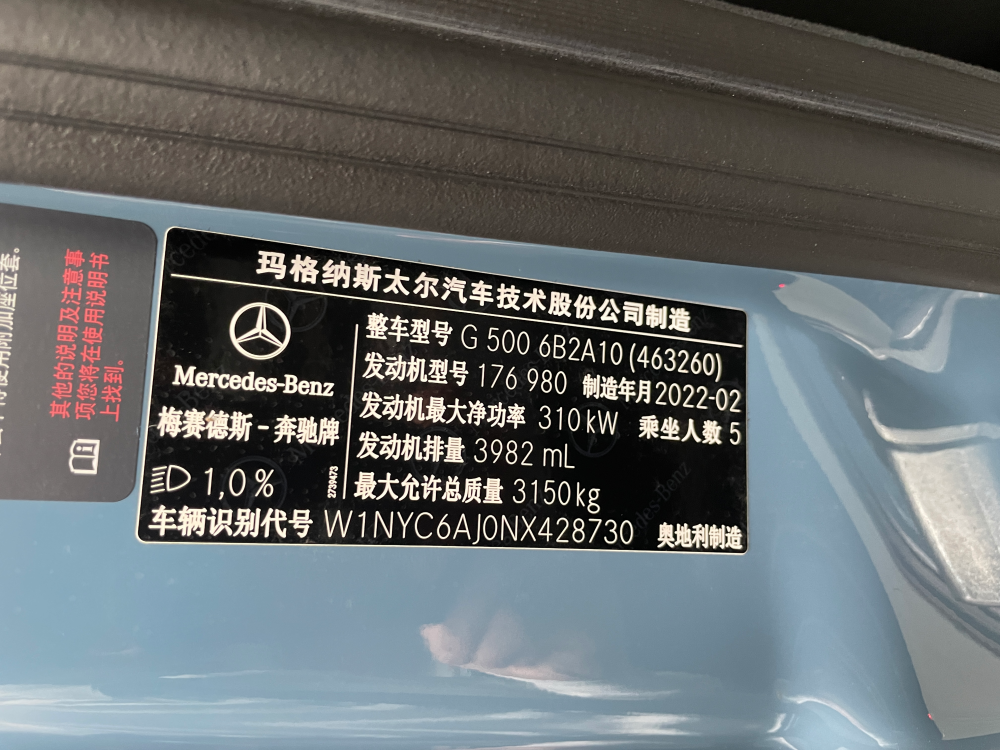 其他的说明及注意事
项您将在使用说明书
上找到。
玛格纳斯太尔汽车技术股份公司制造
Mercedes-Benz
梅赛德斯-奔驰牌
1,0%
2739473
整车型号 G 500 6B2A10 (463260)
发动机型号 176 980 制造年月 2022-02
发动机最大净功率 310 kW 乘坐人数 5
发动机排量 3982 mL
最大允许总质量 3150 kg
车辆识别代号 W1NYC6AJ0NX428730 奥地利制造